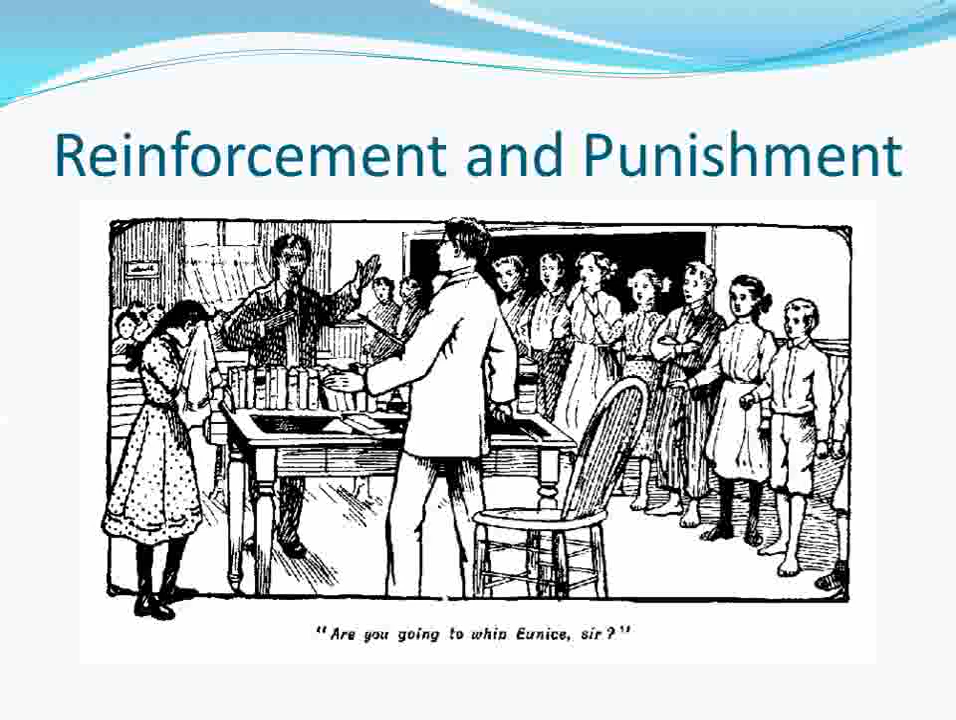 Reinforcement and Punishment
"Are you going to whip Eunice, sir?"